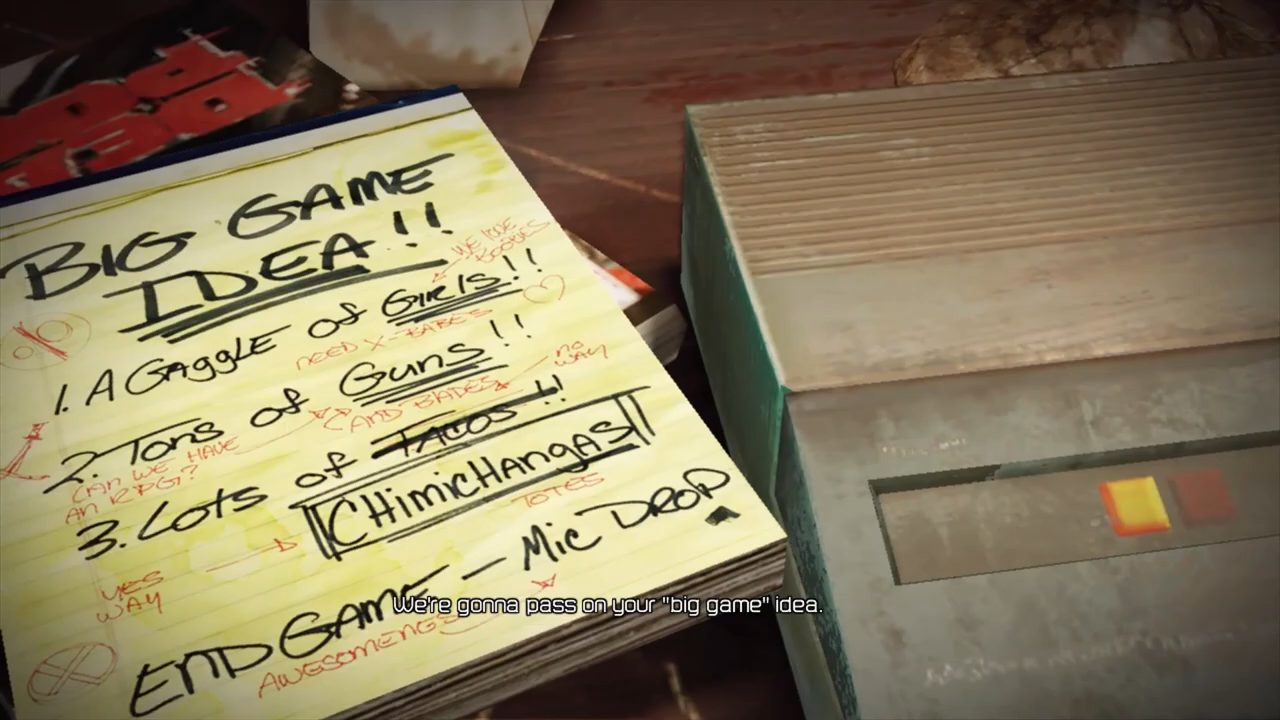 BIG GAME
IDEA!!
WE LOVE
BOOBES
1. A GAGGLE of GIRLS!!
NEED X-BABES
2. Tons of Guns!!
NO
WAY
(AND BLADES
CAN WE HAVE
AN RPG?
3. Lots of TACOS!!
CHimicHangas
TOTES
YES
WAY
END GAME - Mic DROP
AWESOMENESS
We're gonna pass on your "big game" idea.